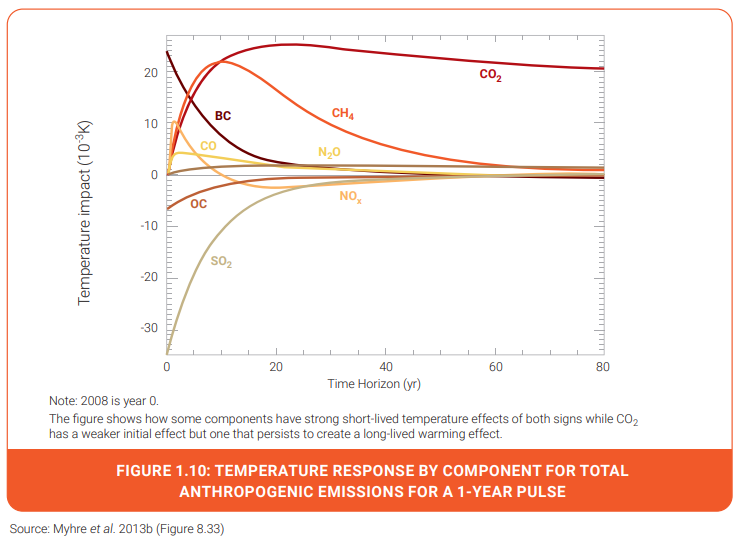 Temperature impact (10⁻³K)
20
10
0
-10
-20
-30
BC
CO
N₂O
CH₄
CO₂
OC
NOₓ
SO₂
0
20
40
60
80
Time Horizon (yr)
Note: 2008 is year 0.
The figure shows how some components have strong short-lived temperature effects of both signs while CO₂
has a weaker initial effect but one that persists to create a long-lived warming effect.
FIGURE 1.10: TEMPERATURE RESPONSE BY COMPONENT FOR TOTAL
ANTHROPOGENIC EMISSIONS FOR A 1-YEAR PULSE
Source: Myhre et al. 2013b (Figure 8.33)